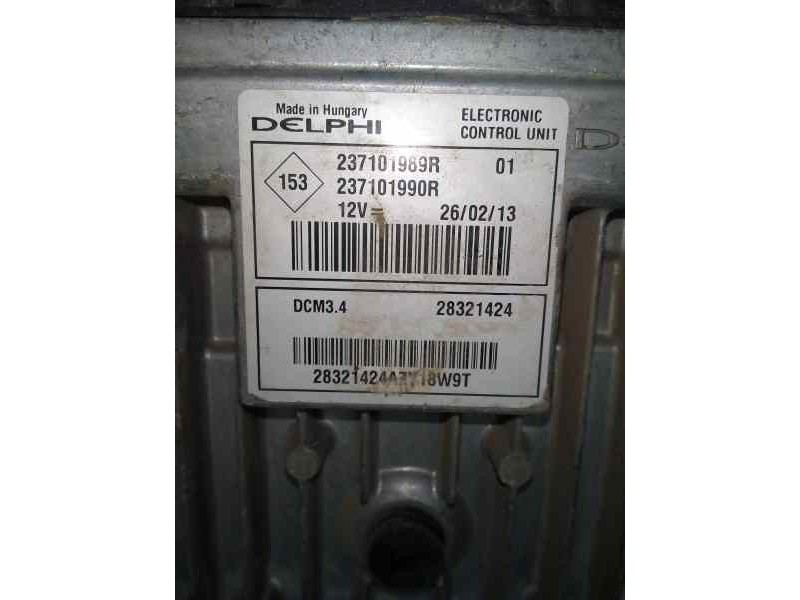 Made in Hungary
DELPHI
ELECTRONIC
CONTROL UNIT
153
237101989R 01
237101990R
12V 26/02/13
DCM3.4 28321424